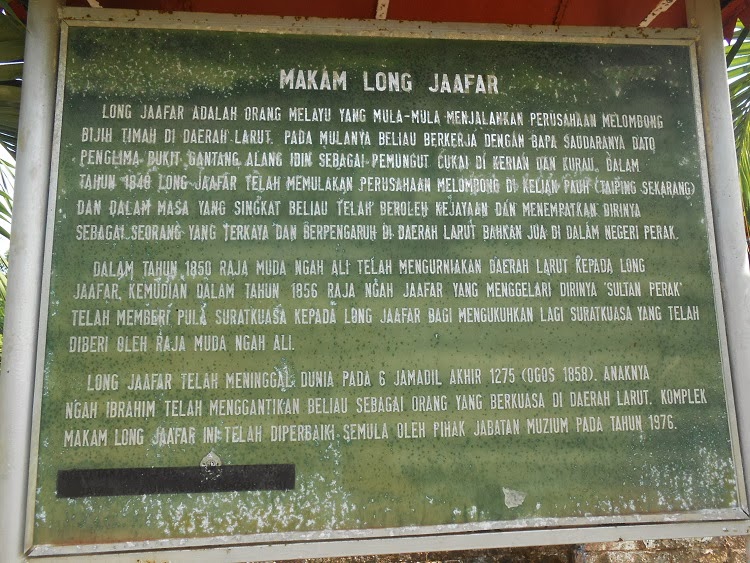 MAKAM LONG JAAFAR
LONG JAAFAR ADALAH ORANG MELAYU YANG MULA-MULA MENJALANKAN PERUSAHAAN MELOMBONG
BIJIH TIMAH DI DAERAH LARUT. PADA MULANYA BELIAU BERKERJA DENGAN BAPA SAUDARANYA DATO
PENGLIMA BUKIT GANTANG ALANG IDIN SEBAGAI PEMUNGUT CUKAI DI KERIAN DAN KURAU. DALAM
TAHUN 1840 LONG JAAFAR TELAH MEMULAKAN PERUSAHAAN MELOMBONG DI KELIAN PAUH (TAIPING SEKARANG)
DAN DALAM MASA YANG SINGKAT BELIAU TELAH BEROLEH KEJAYAAN DAN MENEMPATKAN DIRINYA
SEBAGAI SEORANG YANG TERKAYA DAN BERPENGARUH DI DAERAH LARUT BAHKAN JUA DI DALAM NEGERI PERAK.
DALAM TAHUN 1850 RAJA MUDA NGAH ALI TELAH MENGURNIAKAN DAERAH LARUT KEPADA LONG
JAAFAR. KEMUDIAN DALAM TAHUN 1856 RAJA NGAH JAAFAR YANG MENGGELARI DIRINYA 'SULTAN PERAK'
TELAH MEMBERI PULA SURATKUASA KEPADA LONG JAAFAR BAGI MENGUKUHKAN LAGI SURATKUASA YANG TELAH
DIBERI OLEH RAJA MUDA NGAH ALI.
LONG JAAFAR TELAH MENINGGAL DUNIA PADA 6 JAMADIL AKHIR 1275 (OGOS 1858). ANAKNYA
NGAH IBRAHIM TELAH MENGGANTIKAN BELIAU SEBAGAI ORANG YANG BERKUASA DI DAERAH LARUT. KOMPLEK
MAKAM LONG JAAFAR INI TELAH DIPERBAIKI SEMULA OLEH PIHAK JABATAN MUZIUM PADA TAHUN 1976.